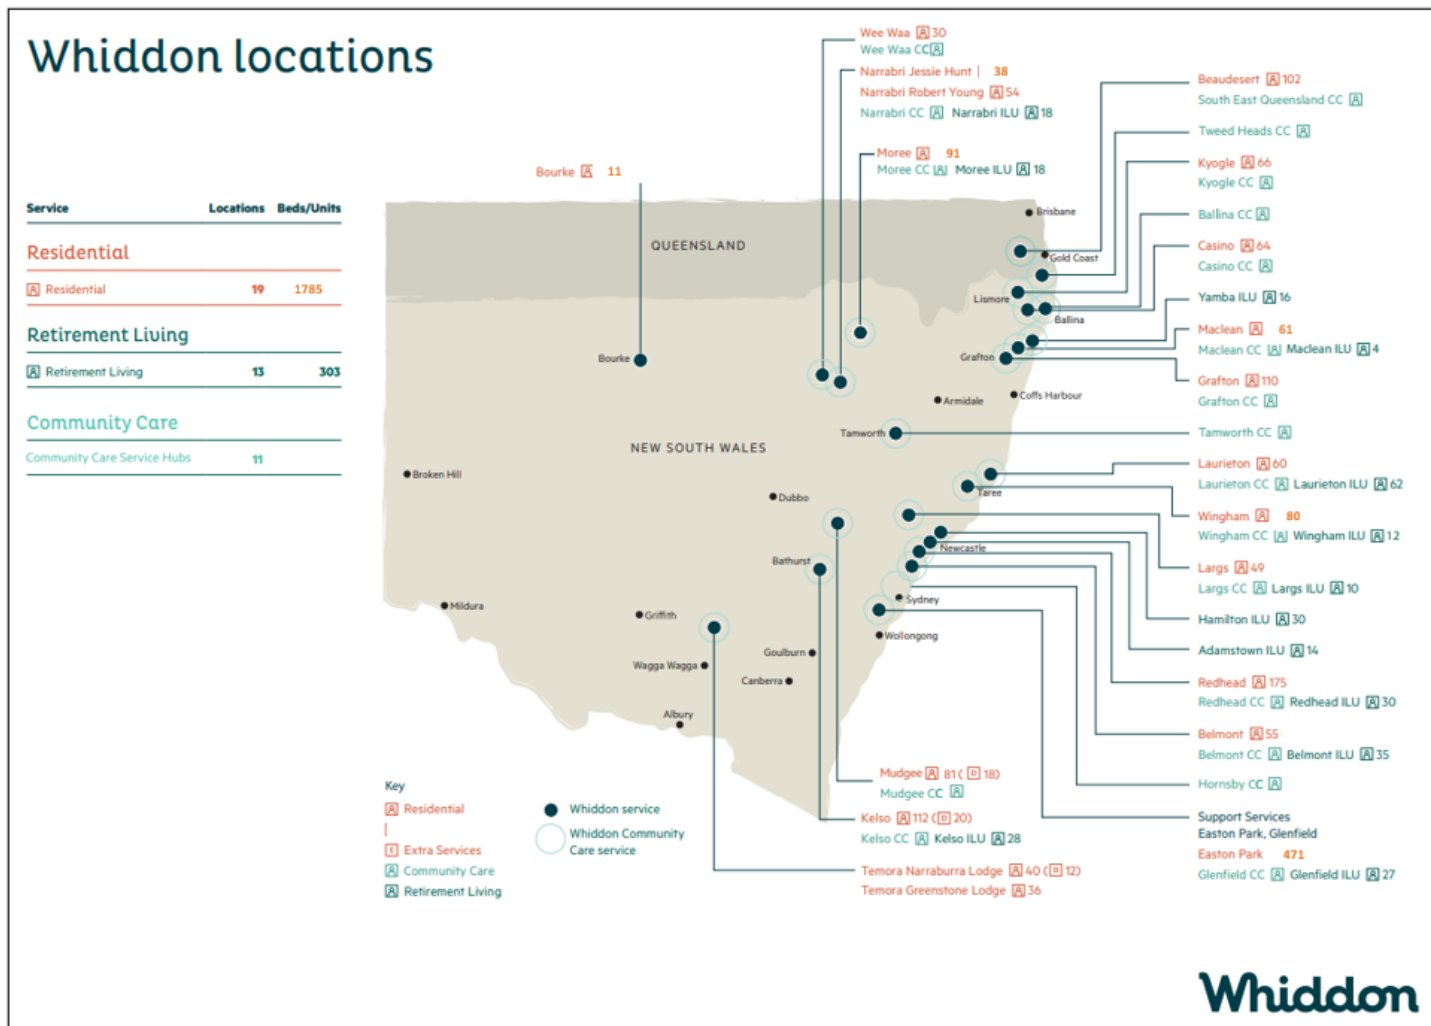 Whiddon locations
Service Locations Beds/Units
Residential
Residential 19 1785
Retirement Living
Retirement Living 13 303
Community Care
Community Care Service Hubs 11
Wee Waa 30
Wee Waa CC
Narrabri Jessie Hunt | 38
Narrabri Robert Young 54
Narrabri CC Narrabri ILU 18
Moree 91
Moree CC Moree ILU 18
Bourke 11
Beaudesert 102
South East Queensland CC
Tweed Heads CC
Kyogle 66
Kyogle CC
Ballina CC
Casino 64
Casino CC
Yamba ILU 16
Maclean 61
Maclean CC Maclean ILU 4
Grafton 110
Grafton CC
Tamworth CC
Laurieton 60
Laurieton CC Laurieton ILU 62
Wingham 80
Wingham CC Wingham ILU 12
Largs 49
Largs CC Largs ILU 10
Hamilton ILU 30
Adamstown ILU 14
Redhead 175
Redhead CC Redhead ILU 30
Belmont 55
Belmont CC Belmont ILU 35
Hornsby CC
Support Services
Easton Park, Glenfield
Easton Park 471
Glenfield CC Glenfield ILU 27
QUEENSLAND
Brisbane
Gold Coast
Lismore
Ballina
Bourke
Grafton
Armidale
Coffs Harbour
Tamworth
NEW SOUTH WALES
Broken Hill
Dubbo
Taree
Newcastle
Bathurst
Sydney
Mildura
Griffith
Wollongong
Goulburn
Wagga Wagga
Canberra
Albury
Mudgee 81 ( D 18)
Mudgee CC
Kelso 112 ( D 20)
Kelso CC Kelso ILU 28
Temora Narraburra Lodge 40 ( D 12)
Temora Greenstone Lodge 36
Key
Residential
|
E Extra Services
Community Care
Retirement Living
Whiddon service
Whiddon Community
Care service
Whiddon